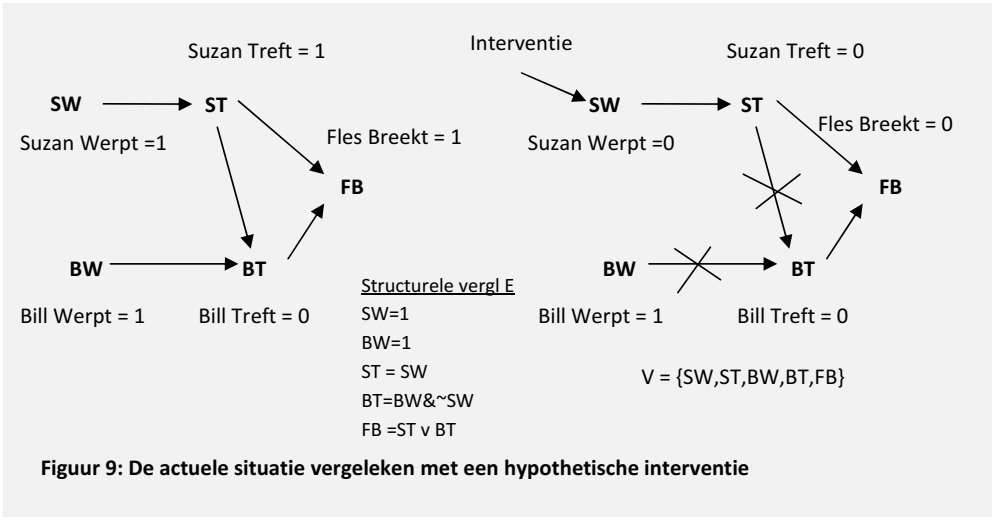 Suzan Treft = 1
SW
ST
Suzan Werpt =1
Fles Breekt = 1
FB
BW
BT
Bill Werpt = 1
Bill Treft = 0
Structurele vergl E
SW=1
BW=1
ST = SW
BT=BW&~SW
FB =ST v BT
Interventie
Suzan Treft = 0
SW
ST
Suzan Werpt =0
Fles Breekt = 0
FB
BW
BT
Bill Werpt = 1
Bill Treft = 0
V = {SW,ST,BW,BT,FB}
Figuur 9: De actuele situatie vergeleken met een hypothetische interventie